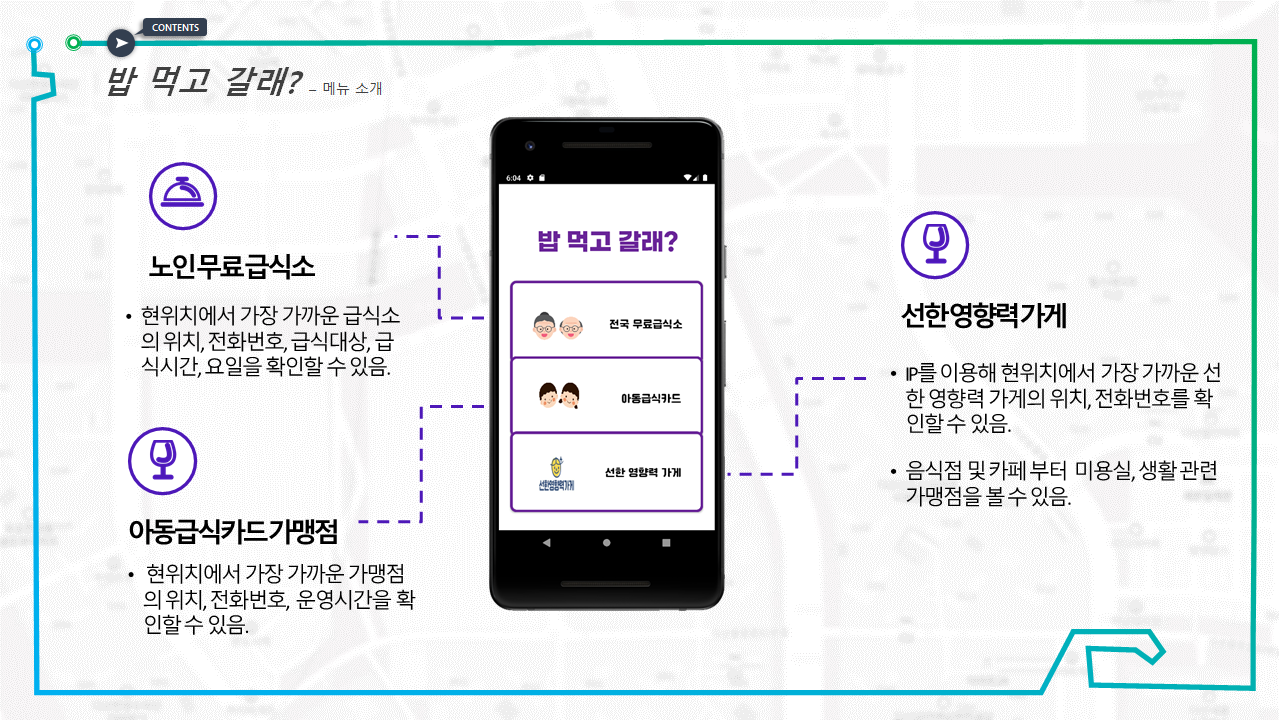 CONTENTS
밥 먹고 갈래? – 메뉴 소개
노인 무료 급식소
• 현위치에서 가장 가까운 급식소
의 위치, 전화번호, 급식대상, 급
식시간, 요일을 확인할 수 있음.
아동급식카드 가맹점
• 현위치에서 가장 가까운 가맹점
의 위치, 전화번호, 운영시간을 확
인할 수 있음.
6:04
밥 먹고 갈래?
전국 무료급식소
아동급식카드
선한영향력가게
선한 영향력 가게
선한 영향력 가게
• IP를 이용해 현위치에서 가장 가까운 선
한 영향력 가게의 위치, 전화번호를 확
인할 수 있음.
• 음식점 및 카페 부터 미용실, 생활 관련
가맹점을 볼 수 있음.